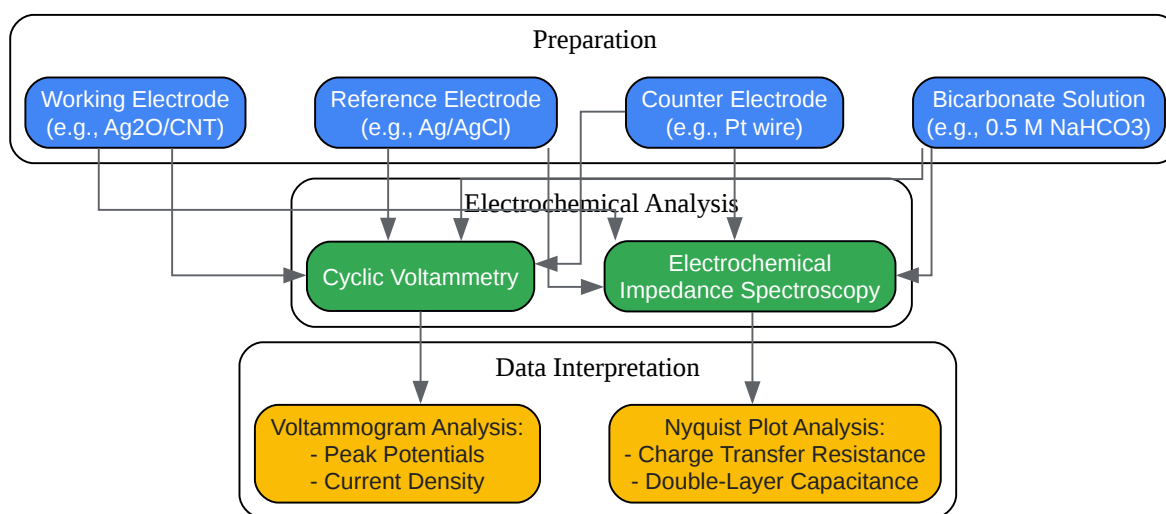 Preparation
Working Electrode
(e.g., Ag2O/CNT)
Reference Electrode
(e.g., Ag/AgCl)
Counter Electrode
(e.g., Pt wire)
Bicarbonate Solution
(e.g., 0.5 M NaHCO3)
Electrochemical Analysis
Cyclic Voltammetry
Electrochemical
Impedance Spectroscopy
Data Interpretation
Voltammogram Analysis:
- Peak Potentials
- Current Density
Nyquist Plot Analysis:
- Charge Transfer Resistance
- Double-Layer Capacitance